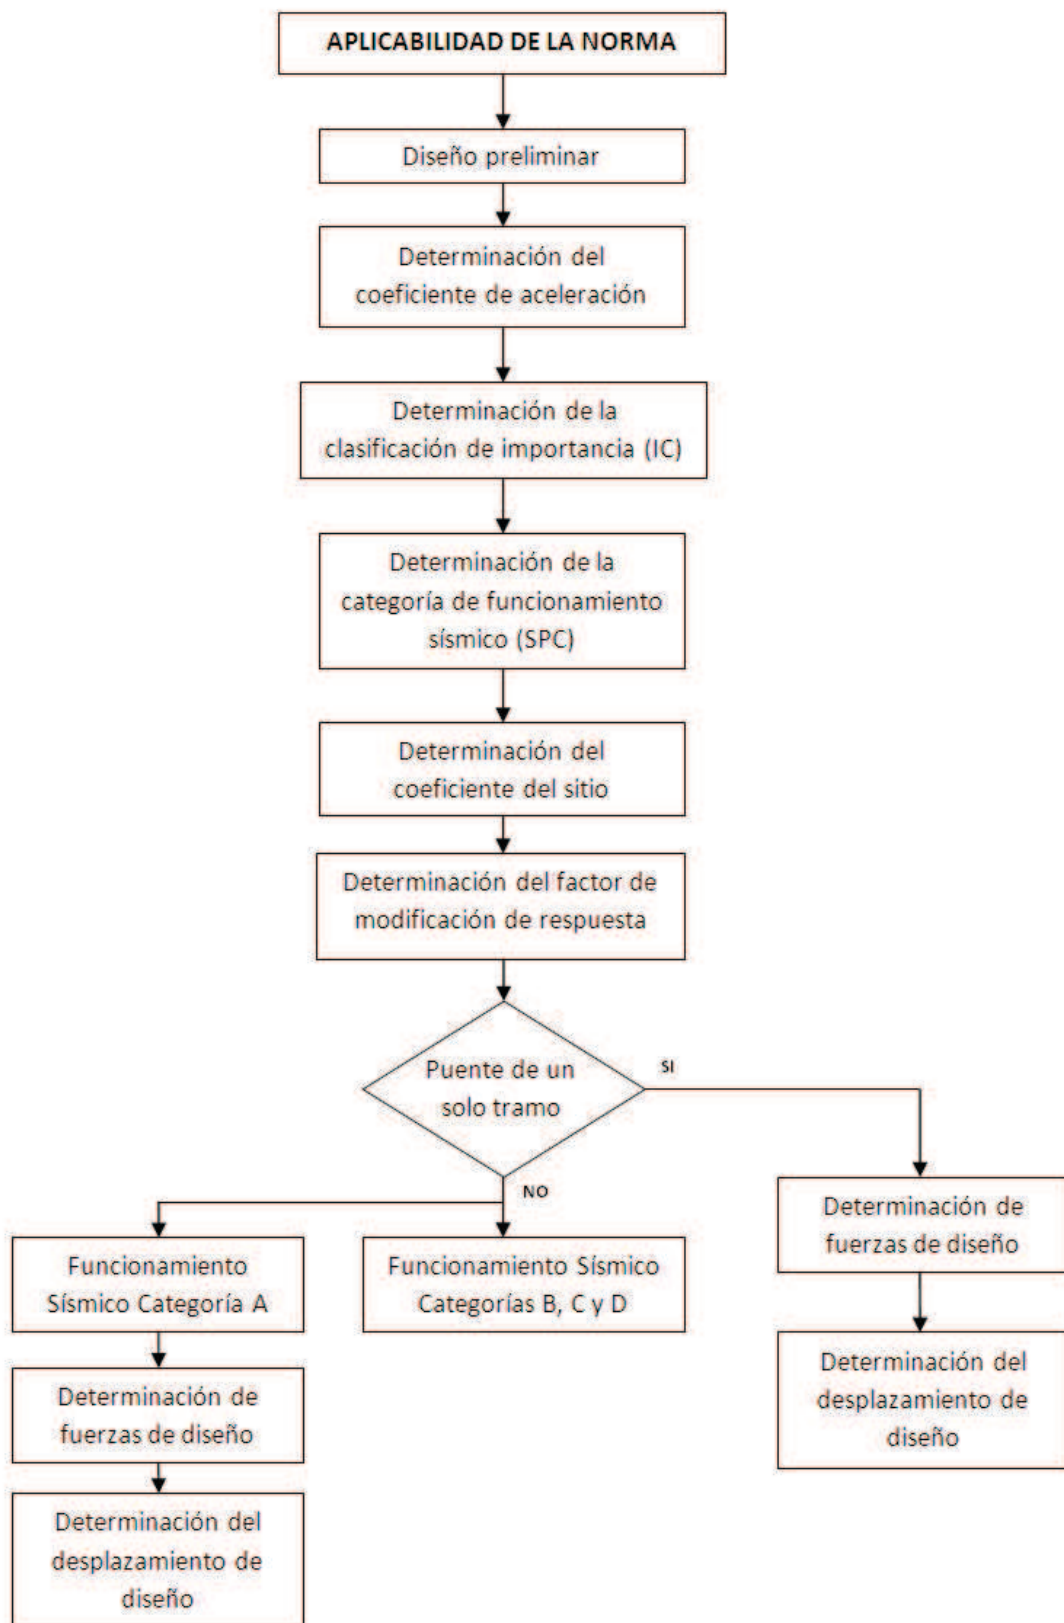 APLICABILIDAD DE LA NORMA
Diseño preliminar
Determinación del
coeficiente de aceleración
Determinación de la
clasificación de importancia (IC)
Determinación de la
categoría de funcionamiento
sísmico (SPC)
Determinación del
coeficiente del sitio
Determinación del factor de
modificación de respuesta
Puente de un
solo tramo
SI
NO
Funcionamiento
Sísmico Categoría A
Determinación de
fuerzas de diseño
Determinación del
desplazamiento de
diseño
Funcionamiento Sísmico
Categorías B, C y D
Determinación de
fuerzas de diseño
Determinación del
desplazamiento de
diseño